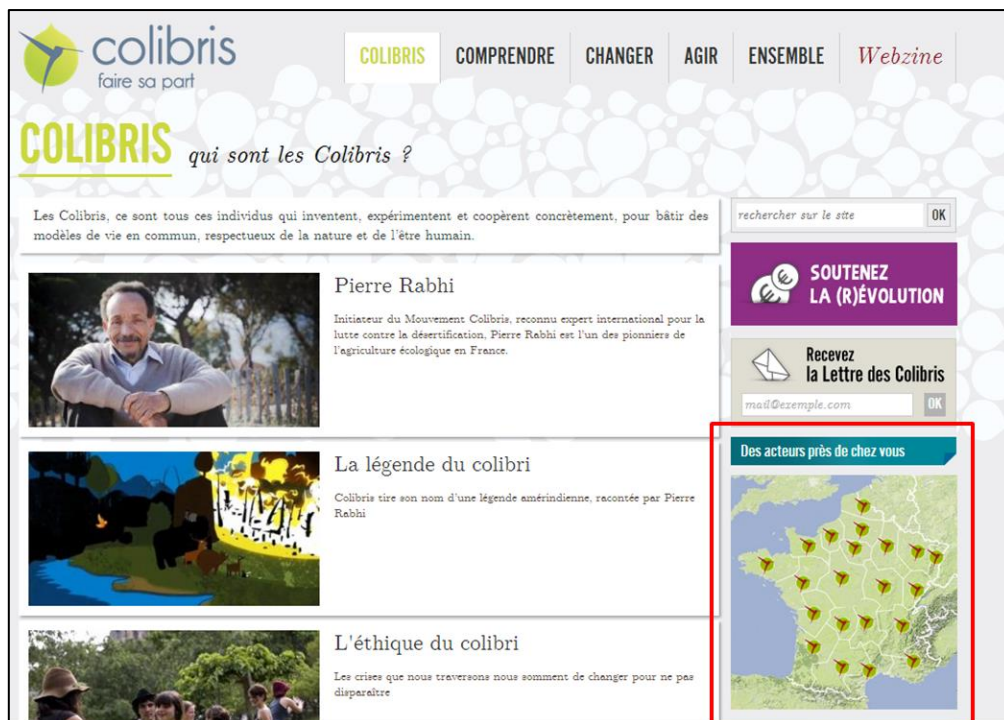 colibris
faire sa part
COLIBRIS
COMPRENDRE
CHANGER
AGIR
ENSEMBLE
Webzine
COLIBRIS qui sont les Colibris ?
Les Colibris, ce sont tous ces individus qui inventent, expérimentent et coopèrent concrètement, pour bâtir des
modèles de vie en commun, respectueux de la nature et de l'être humain.
Pierre Rabhi
Initiateur du Mouvement Colibris, reconnu expert international pour la
lutte contre la désertification, Pierre Rabhi est l'un des pionniers de
l'agriculture écologique en France.
La légende du colibri
Colibris tire son nom d'une légende amérindienne, racontée par Pierre
Rabhi
L'éthique du colibri
Les crises que nous traversons nous somment de changer pour ne pas
disparaître
rechercher sur le site
OK
SOUTENEZ
LA (R)ÉVOLUTION
Recevez
la Lettre des Colibris
mail@exemple.com
OK
Des acteurs près de chez vous